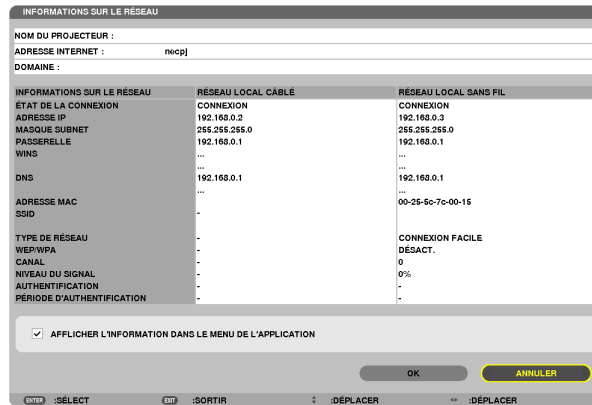 INFORMATIONS SUR LE RÉSEAU
NOM DU PROJECTEUR :
ADRESSE INTERNET : necpj
DOMAINE :
INFORMATIONS SUR LE RÉSEAU RÉSEAU LOCAL CÂBLÉ RÉSEAU LOCAL SANS FIL
ÉTAT DE LA CONNEXION CONNEXION CONNEXION
ADRESSE IP 192.168.0.2 192.168.0.3
MASQUE SUBNET 255.255.255.0 255.255.255.0
PASSERELLE 192.168.0.1 192.168.0.1
WINS ... ...
... ...
DNS 192.168.0.1 192.168.0.1
... ...
ADRESSE MAC 00-25-5c-7c-00-15
SSID -
TYPE DE RÉSEAU - CONNEXION FACILE
WEP/WPA - DÉSACT.
CANAL - 0
NIVEAU DU SIGNAL - 0%
AUTHENTIFICATION - -
PÉRIODE D'AUTHENTIFICATION - -
AFFLICHER L'INFORMATION DANS LE MENU DE L'APPLICATION
OK ANNULER
ENTER :SÉLECT EXIT :SORTIR :DÉPLACER :DÉPLACER